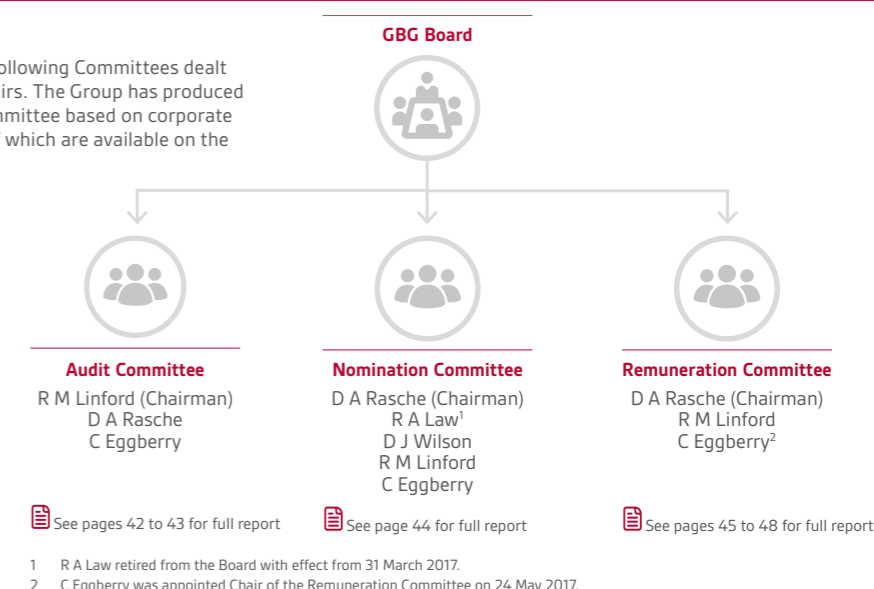 GBG Board
ollowing Committees dealt
irs. The Group has produced
mmittee based on corporate
which are available on the
Audit Committee
R M Linford (Chairman)
D A Rasche
C Eggberry
See pages 42 to 43 for full report
Nomination Committee
D A Rasche (Chairman)
R A Law¹
D J Wilson
R M Linford
C Eggberry
See page 44 for full report
Remuneration Committee
D A Rasche (Chairman)
R M Linford
C Eggberry²
See pages 45 to 48 for full report
1 R A Law retired from the Board with effect from 31 March 2017.
2 C Eggberry was appointed Chair of the Remuneration Committee on 24 May 2017.